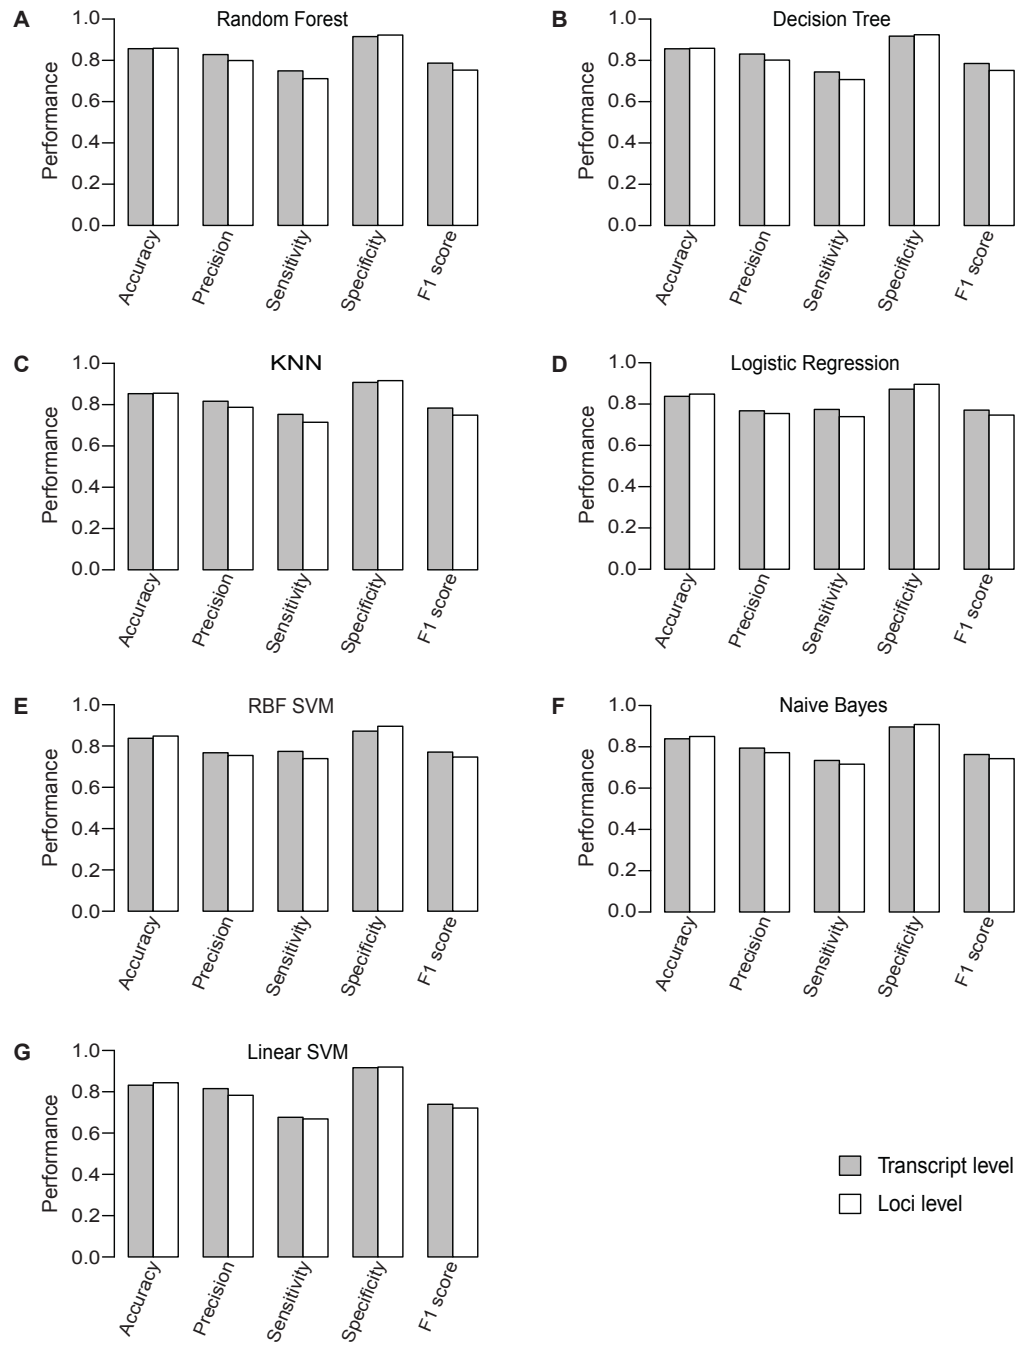 A
Random Forest
Performance
1.0
0.8
0.6
0.4
0.2
0.0
Accuracy
Precision
Sensitivity
Specificity
F1 score
B
Decision Tree
Performance
1.0
0.8
0.6
0.4
0.2
0.0
Accuracy
Precision
Sensitivity
Specificity
F1 score
C
KNN
Performance
1.0
0.8
0.6
0.4
0.2
0.0
Accuracy
Precision
Sensitivity
Specificity
F1 score
D
Logistic Regression
Performance
1.0
0.8
0.6
0.4
0.2
0.0
Accuracy
Precision
Sensitivity
Specificity
F1 score
E
RBF SVM
Performance
1.0
0.8
0.6
0.4
0.2
0.0
Accuracy
Precision
Sensitivity
Specificity
F1 score
F
Naive Bayes
Performance
1.0
0.8
0.6
0.4
0.2
0.0
Accuracy
Precision
Sensitivity
Specificity
F1 score
G
Linear SVM
Performance
1.0
0.8
0.6
0.4
0.2
0.0
Accuracy
Precision
Sensitivity
Specificity
F1 score
Transcript level
Loci level